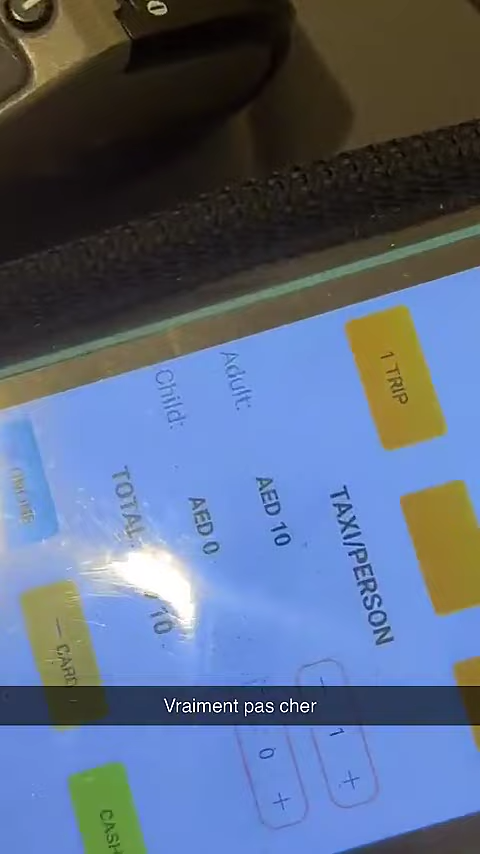 1 TRIP
TAXI/PERSON
Adult: AED 10 - 1 +
Child: AED 0 0 +
TOTAL: 10
CARD
CASH
Vraiment pas cher